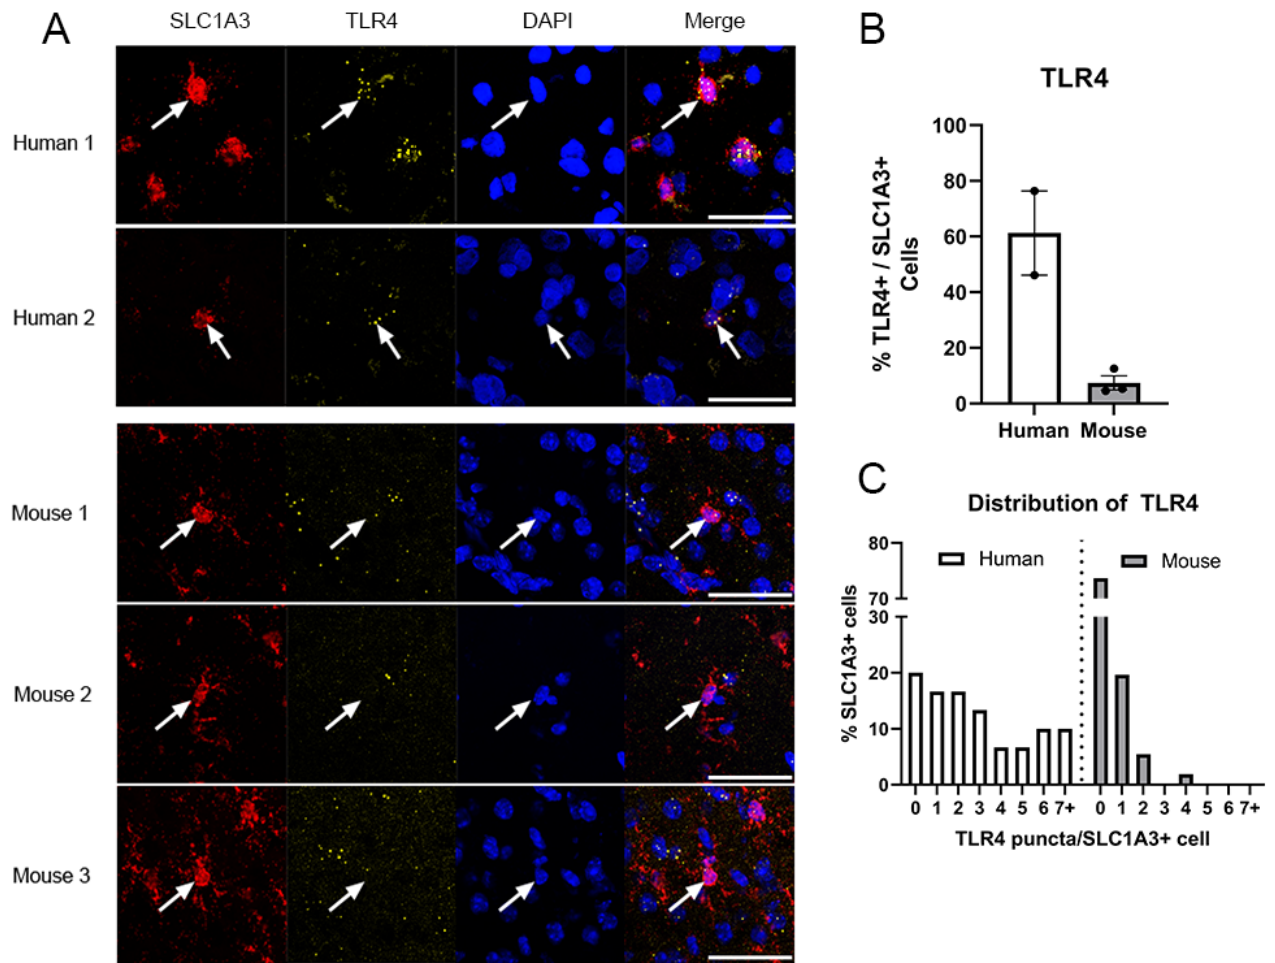 A
SLC1A3 TLR4 DAPI Merge
Human 1
Human 2
Mouse 1
Mouse 2
Mouse 3
B
TLR4
% TLR4+ / SLC1A3+
Cells
100
80
60
40
20
0
Human Mouse
C
Distribution of TLR4
Human Mouse
% SLC1A3+ cells
80
70
30
20
10
0
0 1 2 3 4 5 6 7+ 0 1 2 3 4 5 6 7+
TLR4 puncta/SLC1A3+ cell